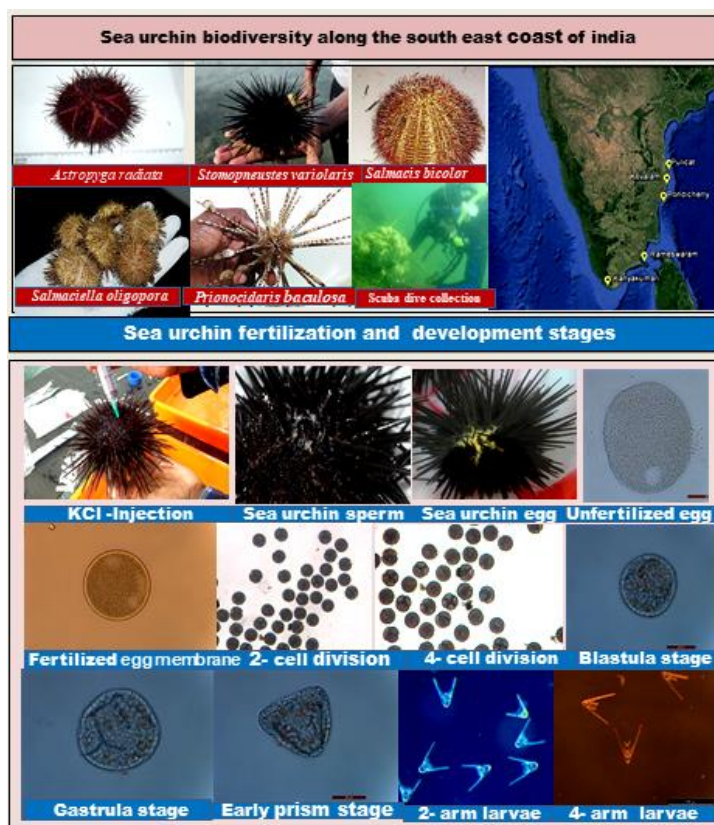 Sea urchin biodiversity along the south east coast of india
Astropyga radiata
Stomopneustes variolaris
Salmacis bicolor
Pulicat
Kovalam
Pondicherry
Rameswaram
Kanyakumari
Salmaciella oligopora
Prionocidaris baculosa
Scuba dive collection
Sea urchin fertilization and development stages
KCl -Injection
Sea urchin sperm
Sea urchin egg
Unfertilized egg
Fertilized egg membrane
2- cell division
4- cell division
Blastula stage
Gastrula stage
Early prism stage
2- arm larvae
4- arm larvae